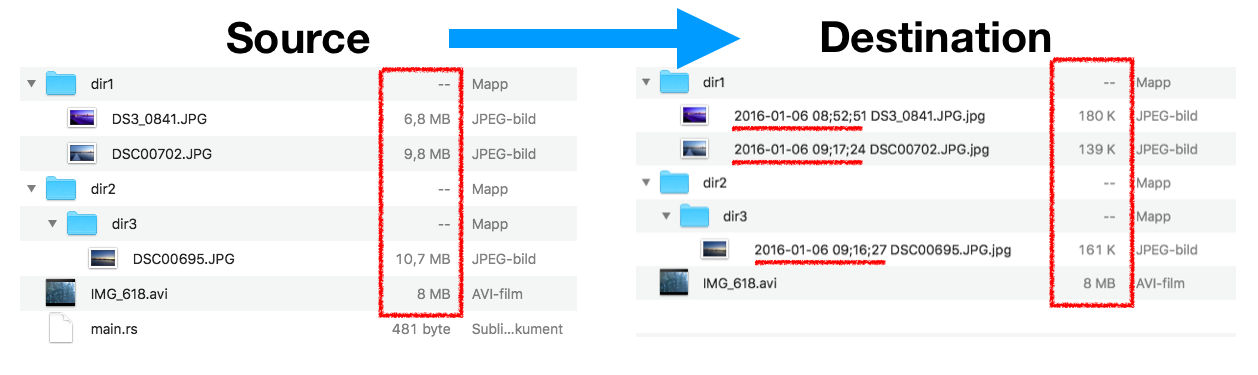 Source
Destination
dir1 -- Mapp
DS3_0841.JPG 6,8 MB JPEG-bild
DSC00702.JPG 9,8 MB JPEG-bild
dir2 -- Mapp
dir3 -- Mapp
DSC00695.JPG 10,7 MB JPEG-bild
IMG_618.avi 8 MB AVI-film
main.rs 481 byte Subli...kument
dir1 -- Mapp
2016-01-06 08;52;51 DS3_0841.JPG.jpg 180 K JPEG-bild
2016-01-06 09;17;24 DSC00702.JPG.jpg 139 K JPEG-bild
dir2 -- Mapp
dir3 -- Mapp
2016-01-06 09;16;27 DSC00695.JPG.jpg 161 K JPEG-bild
IMG_618.avi 8 MB AVI-film